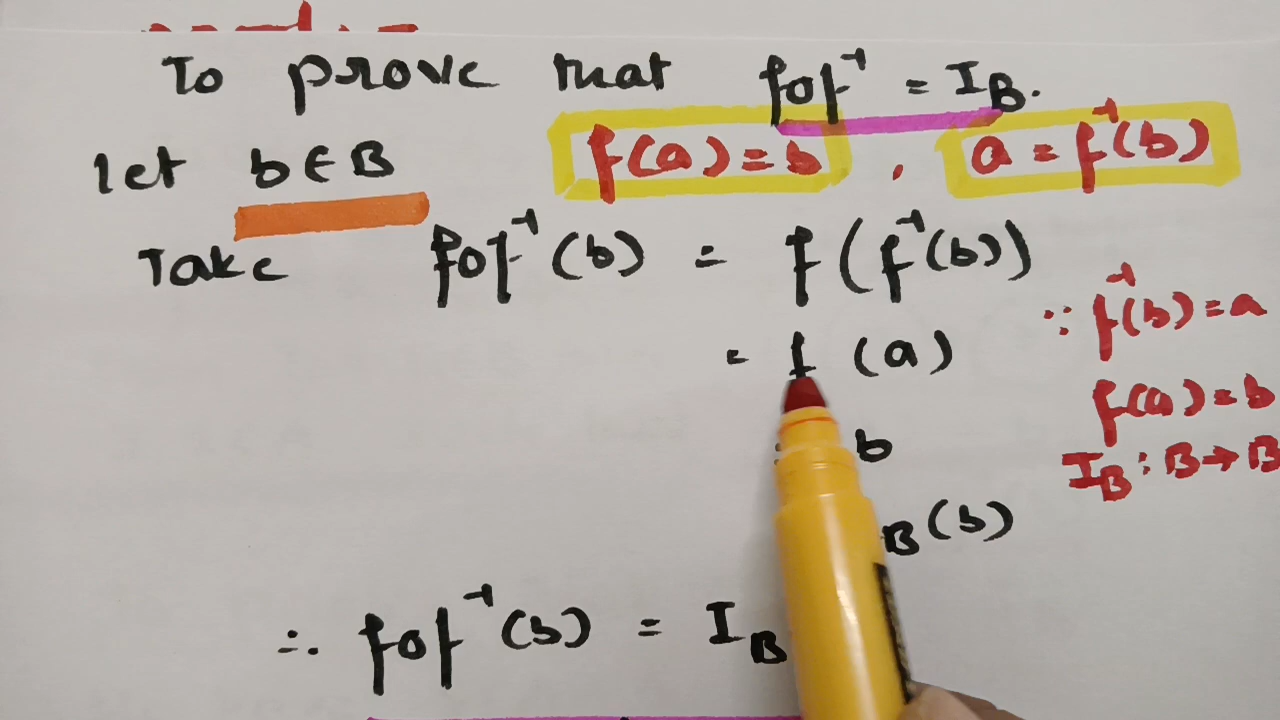 To prove that fof⁻¹ = I_B.
Let b∈B f(a)=b , a = f⁻¹(b)
Take fof⁻¹(b) = f(f⁻¹(b))
∵ f⁻¹(b)=a
= f (a)
f(a)=b
b
I_B : B→B
B(b)
∴ fof⁻¹(b) = I_B